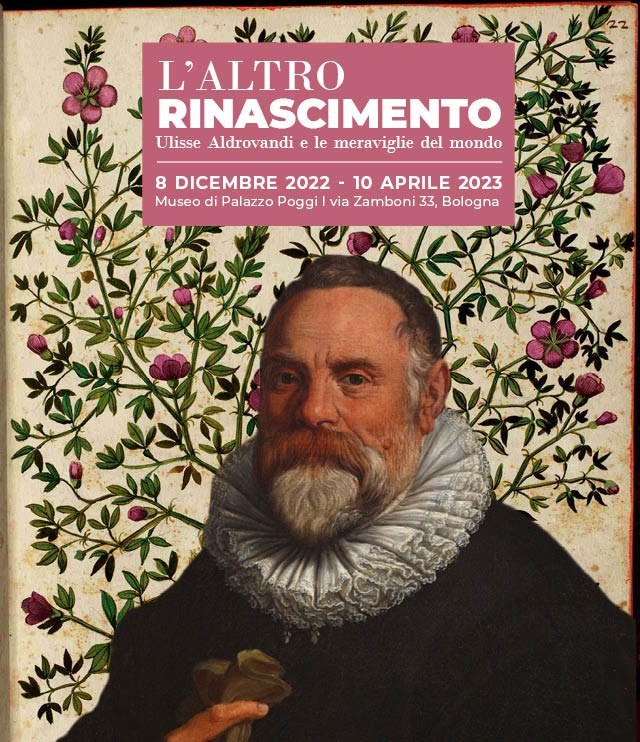 22
L'ALTRO
RINASCIMENTO
Ulisse Aldrovandi e le meraviglie del mondo
8 DICEMBRE 2022 - 10 APRILE 2023
Museo di Palazzo Poggi I via Zamboni 33, Bologna